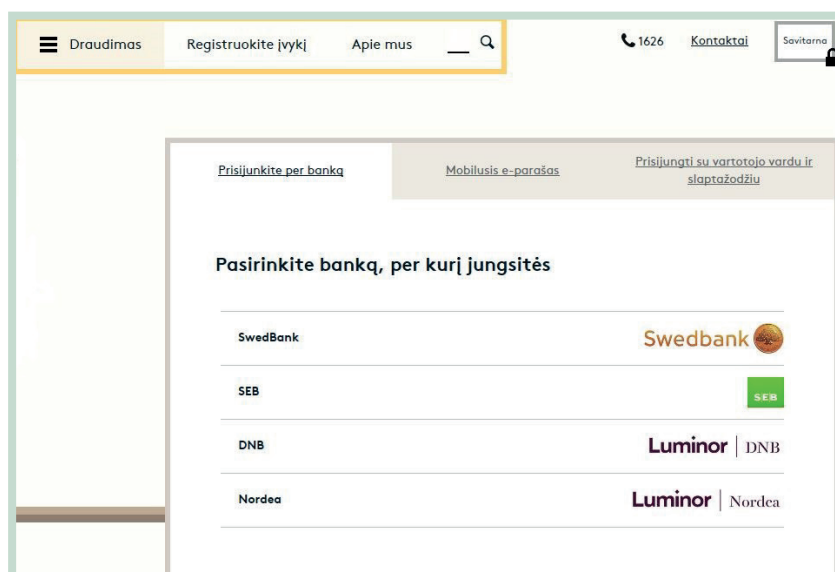 Draudimas Registruokite įvykį Apie mus 1626 Kontaktai Savitarna
Prisijunkite per banką Mobilusis e-parašas Prisijungti su vartotojo vardu ir
slaptažodžiu
Pasirinkite banką, per kurį jungsitės
SwedBank Swedbank
SEB SEB
DNB Luminor | DNB
Nordea Luminor | Nordea